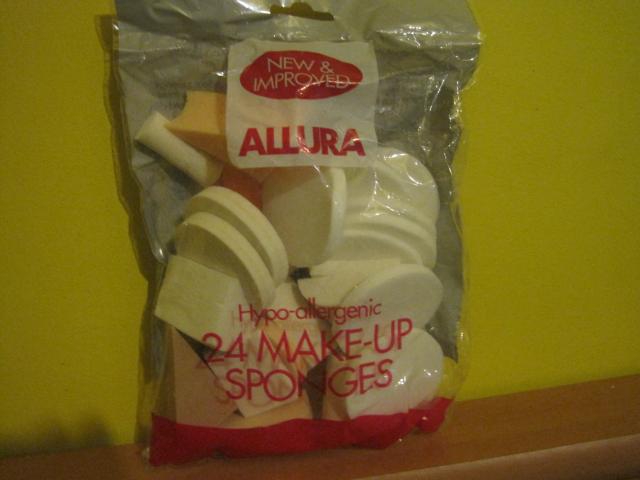 NEW &
IMPROVED
ALLURA
Hypo-allergenic
24 MAKE-UP
SPONGES